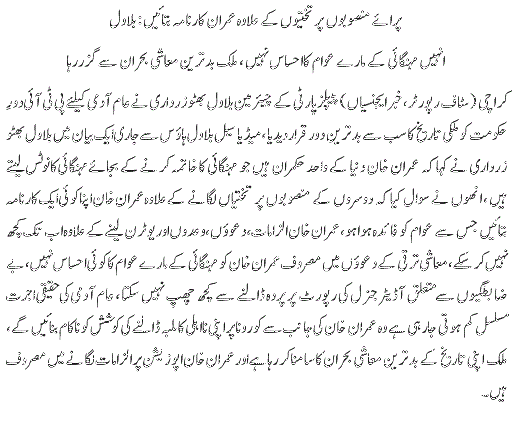 پرائے منصوبوں پر تختیوں کے علاوہ عمران کارنامہ بتائیں: بلاول
انہیں مہنگائی کے مارے عوام کا احساس نہیں، ملک بدترین معاشی بحران سے گزر رہا
کراچی (سٹاف رپورٹر، خبر ایجنسیاں) پیپلز پارٹی کے چیئرمین بلاول بھٹو زرداری نے عام آدمی کیلئے پی ٹی آئی دور
حکومت کو ملکی تاریخ کا سب سے بدترین دور قرار دیدیا، میڈیا سیل بلاول ہاؤس سے جاری ایک بیان میں بلاول بھٹو
زرداری نے کہا کہ عمران خان دنیا کے واحد حکمران ہیں جو مہنگائی کا خاتمہ کرنے کے بجائے مہنگائی کا نوٹس لیتے
ہیں، انھوں نے سوال کیا کہ دوسروں کے منصوبوں پر تختیاں لگانے کے علاوہ عمران خان اپنا کوئی ایک کارنامہ
بتائیں جس سے عوام کو فائدہ ہوا ہو، عمران خان الزامات، دعوؤں، وعدوں اور یوٹرن لینے کے علاوہ اب تک کچھ
نہیں کر سکے، معاشی ترقی کے دعوؤں میں مصروف عمران خان کو مہنگائی کے مارے عوام کا کوئی احساس نہیں، بے
ضابطگیوں سے متعلق آڈیٹر جنرل کی رپورٹ پر پردہ ڈالنے سے کچھ چھپ نہیں سکتا، عام آدمی کی حقیقی اجرت
مسلسل کم ہوتی جا رہی ہے وہ عمران خان کی جانب سے کورونا پر اپنی نااہلی کا ملبہ ڈالنے کی کوشش کو ناکام بنائیں گے،
ملک اپنی تاریخ کے بدترین معاشی بحران کا سامنا کر رہا ہے اور عمران خان اپوزیشن پر الزامات لگانے میں مصروف
ہیں۔